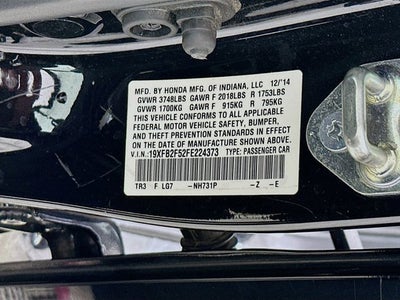 MFD. BY HONDA MFG. OF INDIANA, LLC 12/'14
GVWR 3748LBS GAWR F 2018LBS R 1753LBS
GVWR 1700KG GAWR F 915KG R 795KG
THIS VEHICLE CONFORMS TO ALL APPLICABLE
FEDERAL MOTOR VEHICLE SAFETY, BUMPER,
AND THEFT PREVENTION STANDARDS IN EFFECT
ON THE DATE OF MANUFACTURE SHOWN ABOVE.
V.I.N.: 19XFB2F52FE224373 TYPE: PASSENGER CAR
TR3 F LG7 -NH731P -Z -E